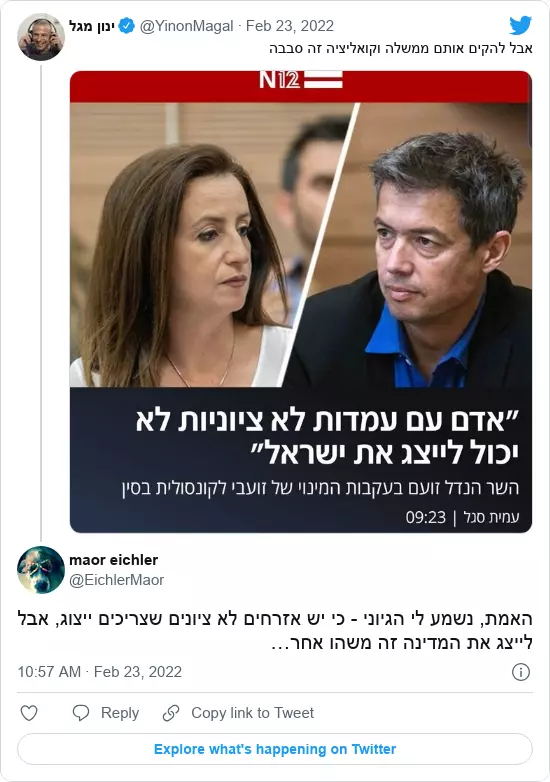 ינון מגל @YinonMagal · Feb 23, 2022
אבל להקים אותם ממשלה וקואליציה זה סבבה
N12
"אדם עם עמדות לא ציוניות לא
יכול לייצג את ישראל"
השר הנדל זועם בעקבות המינוי של זועבי לקונסולית בסין
עמית סגל | 09:23
maor eichler
@EichlerMaor
האמת, נשמע לי הגיוני - כי יש אזרחים לא ציונים שצריכים ייצוג, אבל
לייצג את המדינה זה משהו אחר...
10:57 AM · Feb 23, 2022
Reply
Copy link to Tweet
Explore what's happening on Twitter